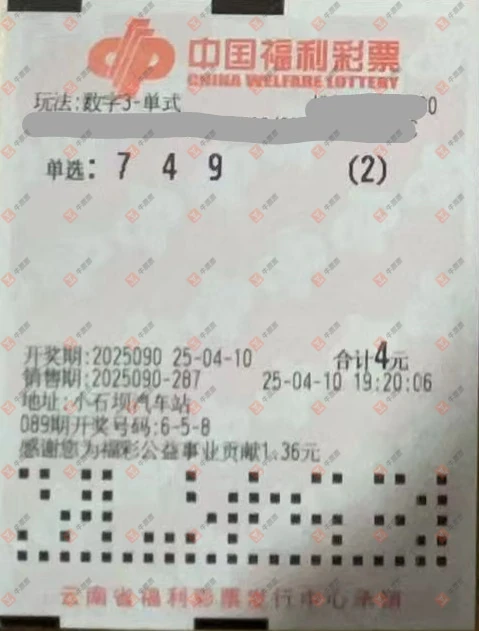 中国福利彩票
CHINA WELFARE LOTTERY
玩法:数字3-单式
00
单选: 7 4 9 (2)
开奖期:2025090 25-04-10 合计4元
销售期:2025090-287 25-04-10 19:20:06
地址:小石坝汽车站
089期开奖号码:6-5-8
感谢您为福彩公益事业贡献1.36元
云南省福利彩票发行中心承销